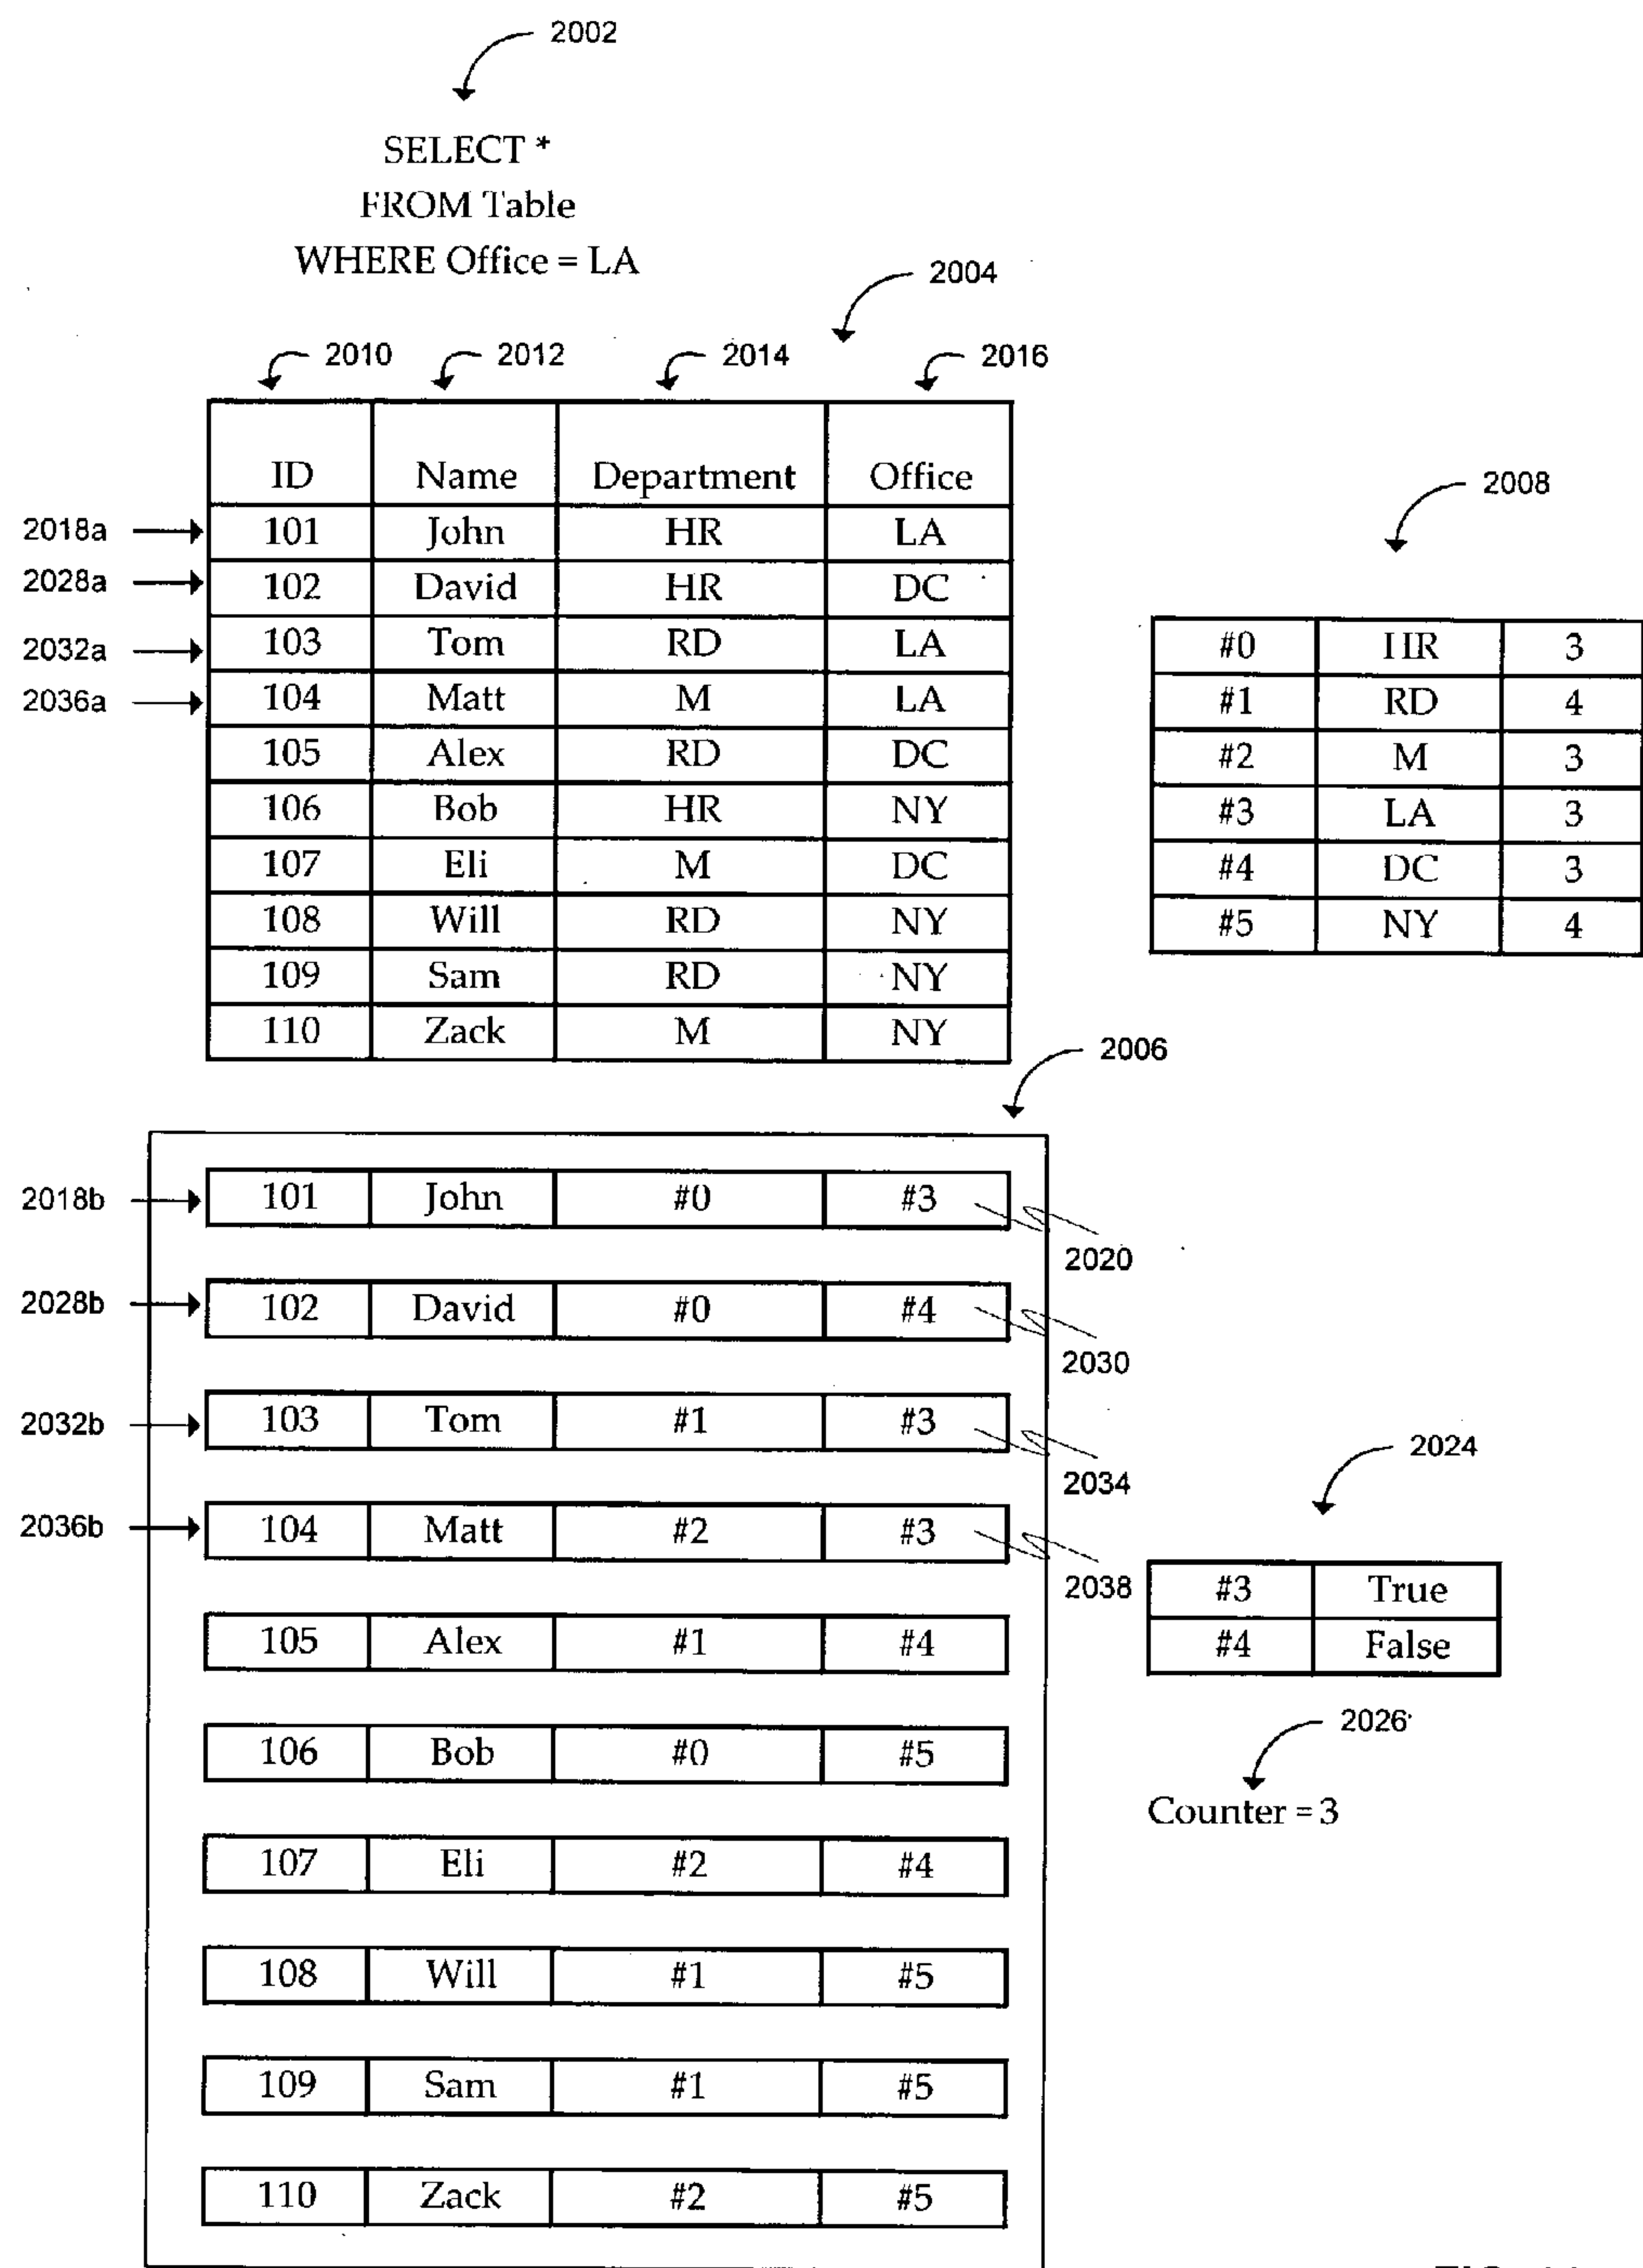 2002
SELECT *
FROM Table
WHERE Office = LA
2004
2010 2012 2014 2016
ID Name Department Office
2018a 101 John HR LA
2028a 102 David HR DC
2032a 103 Tom RD LA
2036a 104 Matt M LA
105 Alex RD DC
106 Bob HR NY
107 Eli M DC
108 Will RD NY
109 Sam RD NY
110 Zack M NY
2008
#0 HR 3
#1 RD 4
#2 M 3
#3 LA 3
#4 DC 3
#5 NY 4
2006
2018b 101 John #0 #3
2020
2028b 102 David #0 #4
2030
2032b 103 Tom #1 #3
2034
2036b 104 Matt #2 #3
2038
105 Alex #1 #4
106 Bob #0 #5
107 Eli #2 #4
108 Will #1 #5
109 Sam #1 #5
110 Zack #2 #5
2024
#3 True
#4 False
2026
Counter = 3